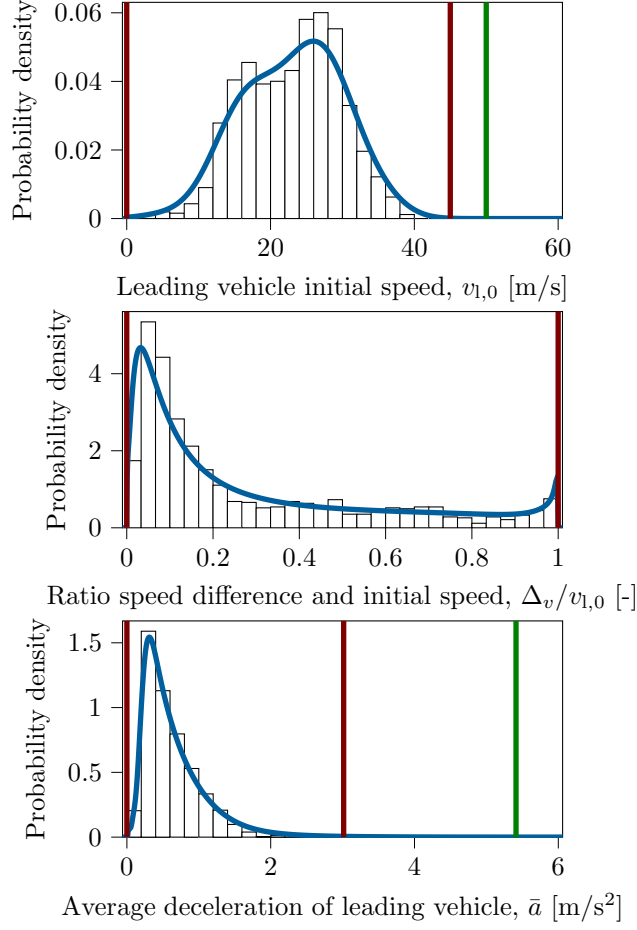 0.06
0.04
0.02
0
Probability density
0 20 40 60
Leading vehicle initial speed, v_{l,0} [m/s]
4
2
0
Probability density
0 0.2 0.4 0.6 0.8 1
Ratio speed difference and initial speed, Δ_v/v_{l,0} [-]
1.5
1
0.5
0
Probability density
0 2 4 6
Average deceleration of leading vehicle, ā [m/s²]